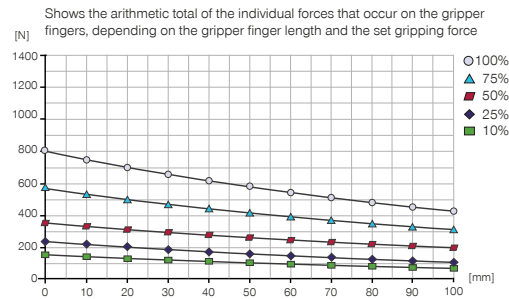 Shows the arithmetic total of the individual forces that occur on the gripper
fingers, depending on the gripper finger length and the set gripping force
[N]
1400
1200
1000
800
600
400
200
0
100%
75%
50%
25%
10%
0 10 20 30 40 50 60 70 80 90 100
[mm]